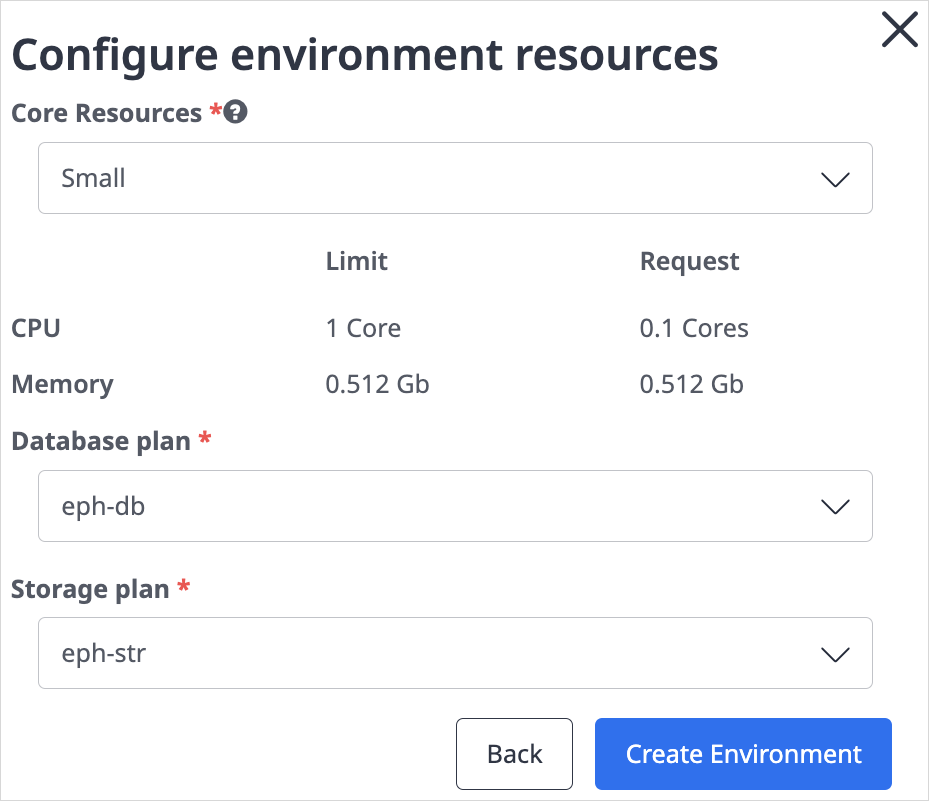 Configure environment resources
Core Resources *
Small
Limit Request
CPU 1 Core 0.1 Cores
Memory 0.512 Gb 0.512 Gb
Database plan *
eph-db
Storage plan *
eph-str
Back Create Environment